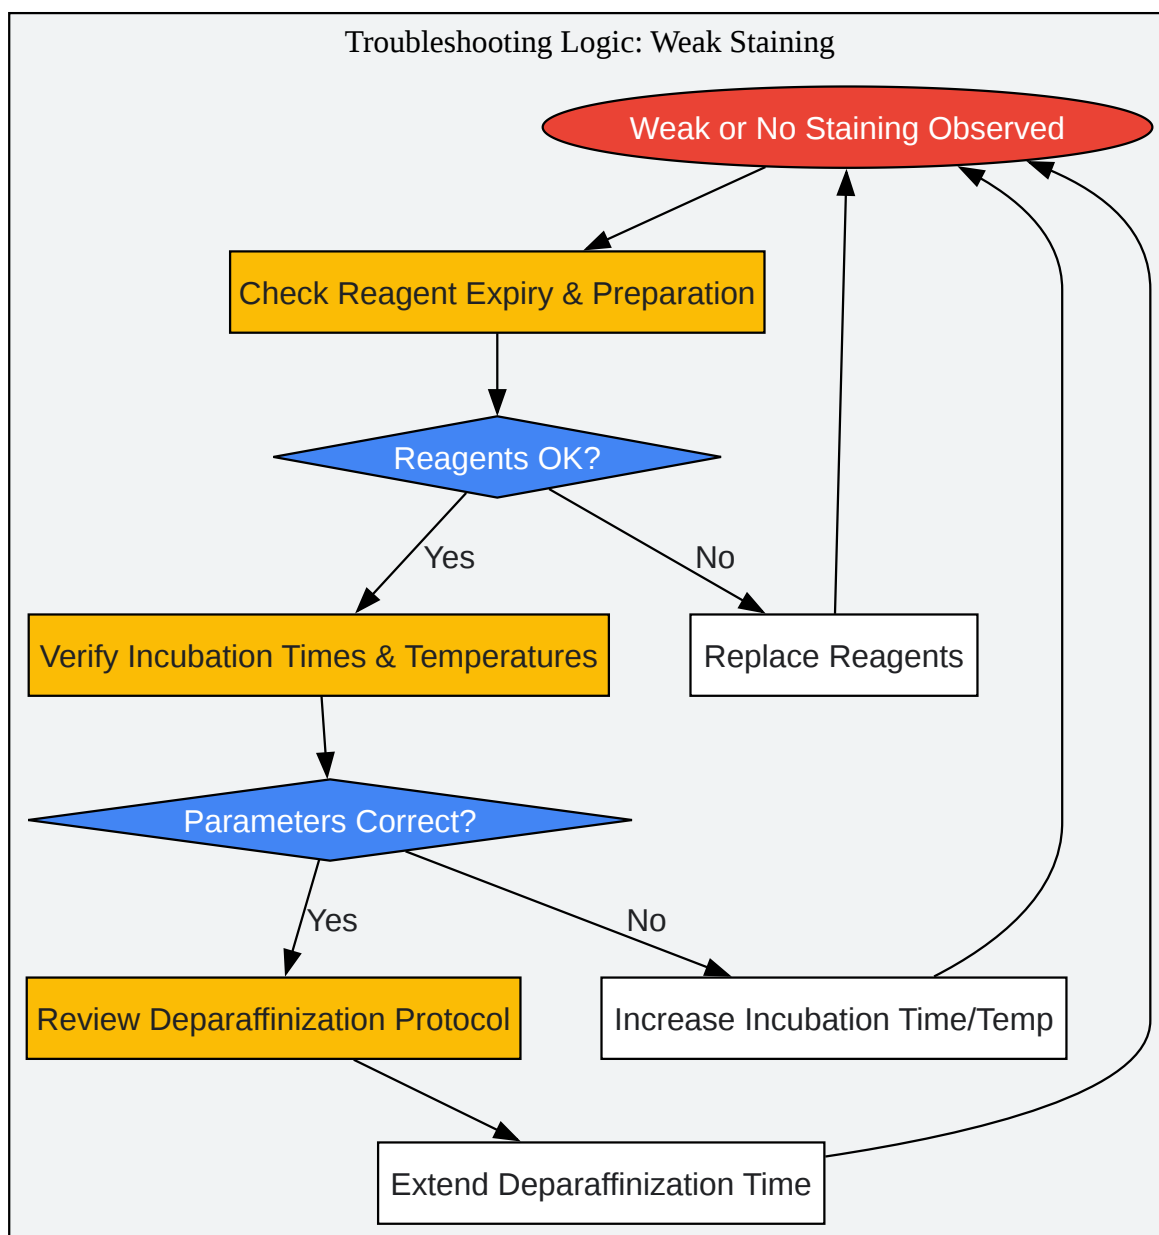 Troubleshooting Logic: Weak Staining
Weak or No Staining Observed
Check Reagent Expiry & Preparation
Reagents OK?
Yes
No
Verify Incubation Times & Temperatures
Replace Reagents
Parameters Correct?
Yes
No
Review Deparaffinization Protocol
Increase Incubation Time/Temp
Extend Deparaffinization Time